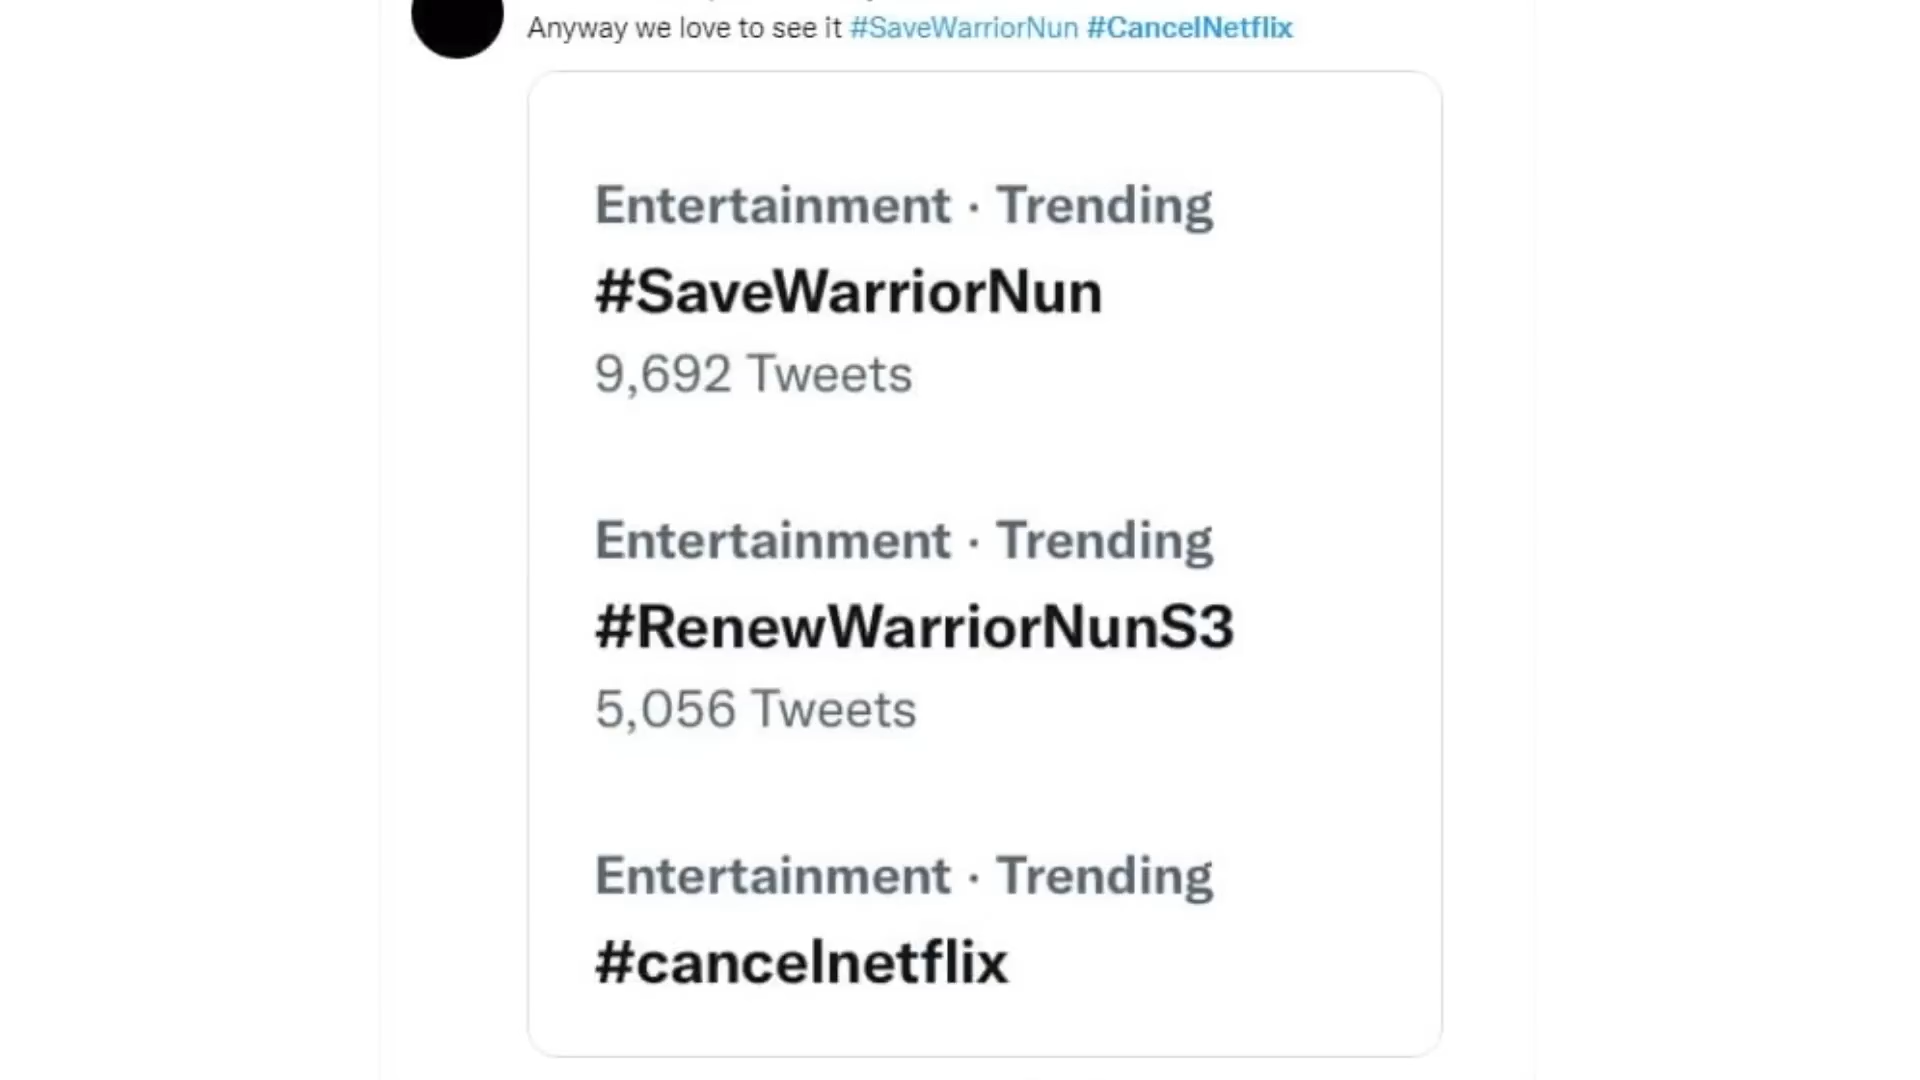 Anyway we love to see it #SaveWarriorNun #CancelNetflix
Entertainment · Trending
#SaveWarriorNun
9,692 Tweets
Entertainment · Trending
#RenewWarriorNunS3
5,056 Tweets
Entertainment · Trending
#cancelnetflix